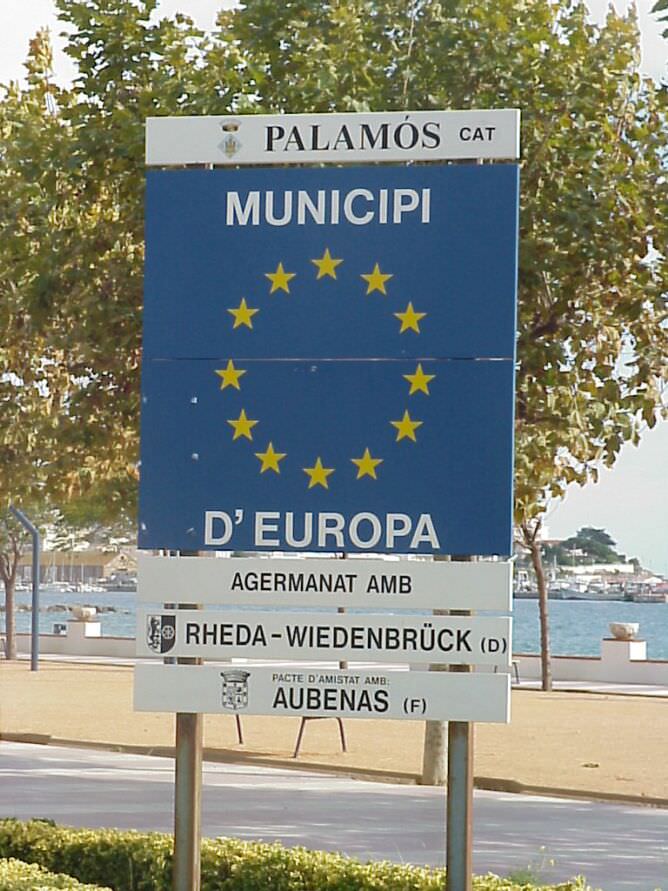 PALAMÓS CAT
MUNICIPI
D'EUROPA
AGERMANAT AMB
RHEDA-WIEDENBRÜCK (D)
PACTE D'AMISTAT AMB:
AUBENAS (F)